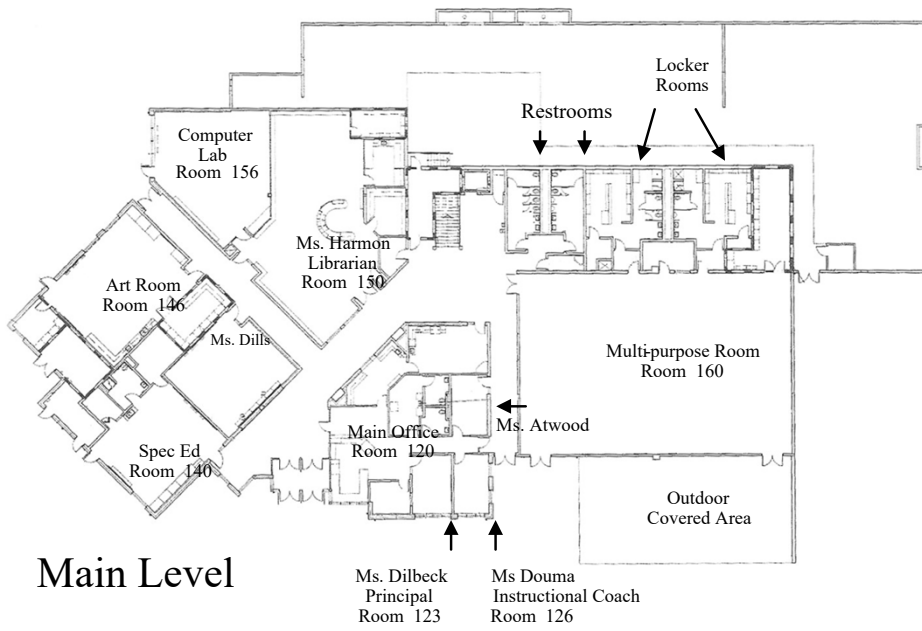 Locker
Rooms
Restrooms
Computer
Lab
Room 156
Ms. Harmon
Librarian
Room 150
Art Room
Room 146
Ms. Dills
Multi-purpose Room
Room 160
Ms. Atwood
Main Office
Room 120
Spec Ed
Room 140
Outdoor
Covered Area
Main Level
Ms. Dilbeck
Principal
Room 123
Ms Douma
Instructional Coach
Room 126